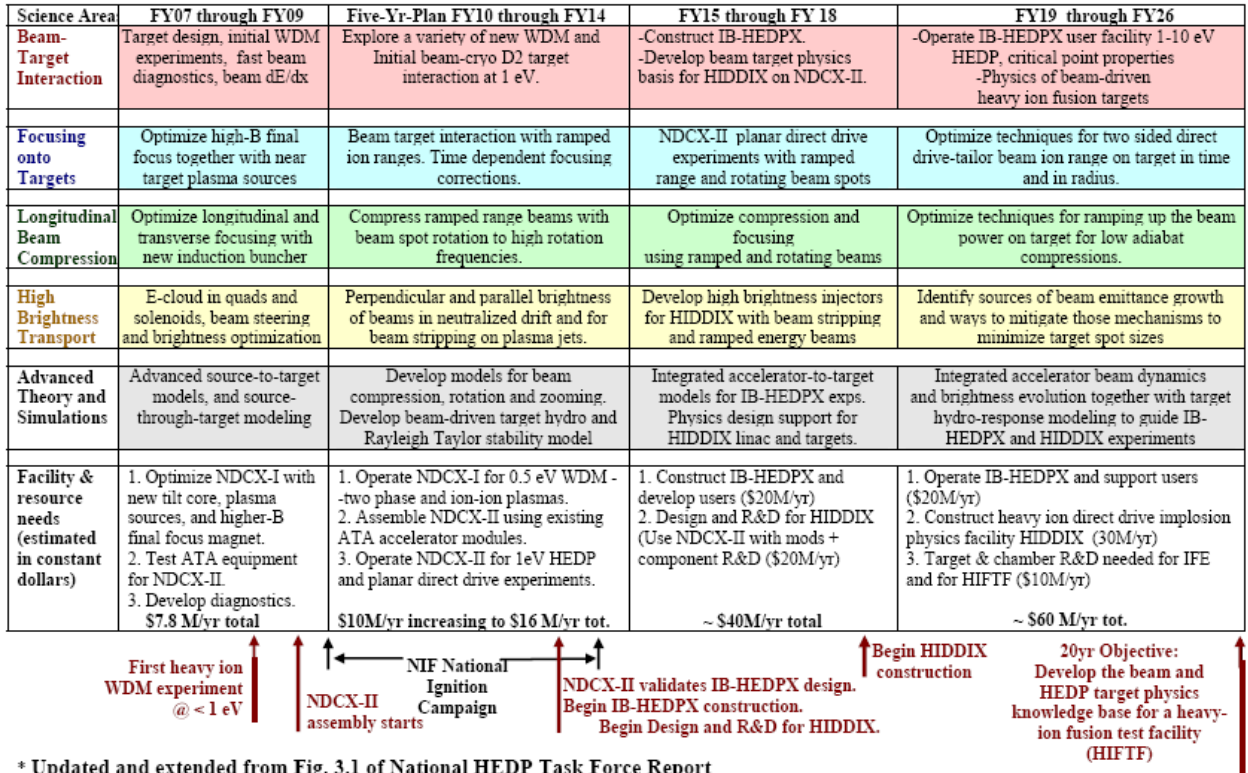 Science Area: FY07 through FY09 Five-Yr-Plan FY10 through FY14 FY15 through FY 18 FY19 through FY26
Beam-
Target
Interaction
Target design, initial WDM
experiments, fast beam
diagnostics, beam dE/dx
Explore a variety of new WDM and
Initial beam-cryo D2 target
interaction at 1 eV.
-Construct IB-HEDPX.
-Develop beam target physics
basis for HIDDIX on NDCX-II.
-Operate IB-HEDPX user facility 1-10 eV
HEDP, critical point properties
-Physics of beam-driven
heavy ion fusion targets
Focusing
onto
Targets
Optimize high-B final
focus together with near
target plasma sources
Beam target interaction with ramped
ion ranges. Time dependent focusing
corrections.
NDCX-II planar direct drive
experiments with ramped
range and rotating beam spots
Optimize techniques for two sided direct
drive-tailor beam ion range on target in time
and in radius.
Longitudinal
Beam
Compression
Optimize longitudinal and
transverse focusing with
new induction buncher
Compress ramped range beams with
beam spot rotation to high rotation
frequencies.
Optimize compression and
focusing
using ramped and rotating beams
Optimize techniques for ramping up the beam
power on target for low adiabat
compressions.
High
Brightness
Transport
E-cloud in quads and
solenoids, beam steering
and brightness optimization
Perpendicular and parallel brightness
of beams in neutralized drift and for
beam stripping on plasma jets.
Develop high brightness injectors
for HIDDIX with beam stripping
and ramped energy beams
Identify sources of beam emittance growth
and ways to mitigate those mechanisms to
minimize target spot sizes
Advanced
Theory and
Simulations
Advanced source-to-target
models, and source-
through-target modeling
Develop models for beam
compression, rotation and zooming.
Develop beam-driven target hydro and
Rayleigh Taylor stability model
Integrated accelerator-to-target
models for IB-HEDPX exps.
Physics design support for
HIDDIX linac and targets.
Integrated accelerator beam dynamics
and brightness evolution together with target
hydro-response modeling to guide IB-
HEDPX and HIDDIX experiments
Facility &
resource
needs
(estimated
in constant
dollars)
1. Optimize NDCX-I with
new tilt core, plasma
sources, and higher-B
final focus magnet.
2. Test ATA equipment
for NDCX-II.
3. Develop diagnostics.
$7.8 M/yr total
1. Operate NDCX-I for 0.5 eV WDM -
-two phase and ion-ion plasmas.
2. Assemble NDCX-II using existing
ATA accelerator modules.
3. Operate NDCX-II for 1eV HEDP
and planar direct drive experiments.
$10M/yr increasing to $16 M/yr tot.
1. Construct IB-HEDPX and
develop users ($20M/yr)
2. Design and R&D for HIDDIX
(Use NDCX-II with mods +
component R&D ($20M/yr)
~ $40M/yr total
1. Operate IB-HEDPX and support users
($20M/yr)
2. Construct heavy ion direct drive implosion
physics facility HIDDIX (30M/yr)
3. Target & chamber R&D needed for IFE
and for HIFTF ($10M/yr)
~ $60 M/yr tot.
First heavy ion
WDM experiment
@ < 1 eV
NDCX-II
assembly starts
NIF National
Ignition
Campaign
NDCX-II validates IB-HEDPX design.
Begin IB-HEDPX construction.
Begin Design and R&D for HIDDIX.
Begin HIDDIX
construction
20yr Objective:
Develop the beam and
HEDP target physics
knowledge base for a heavy-
ion fusion test facility
(HIFTF)
* Updated and extended from Fig. 3.1 of National HEDP Task Force Report